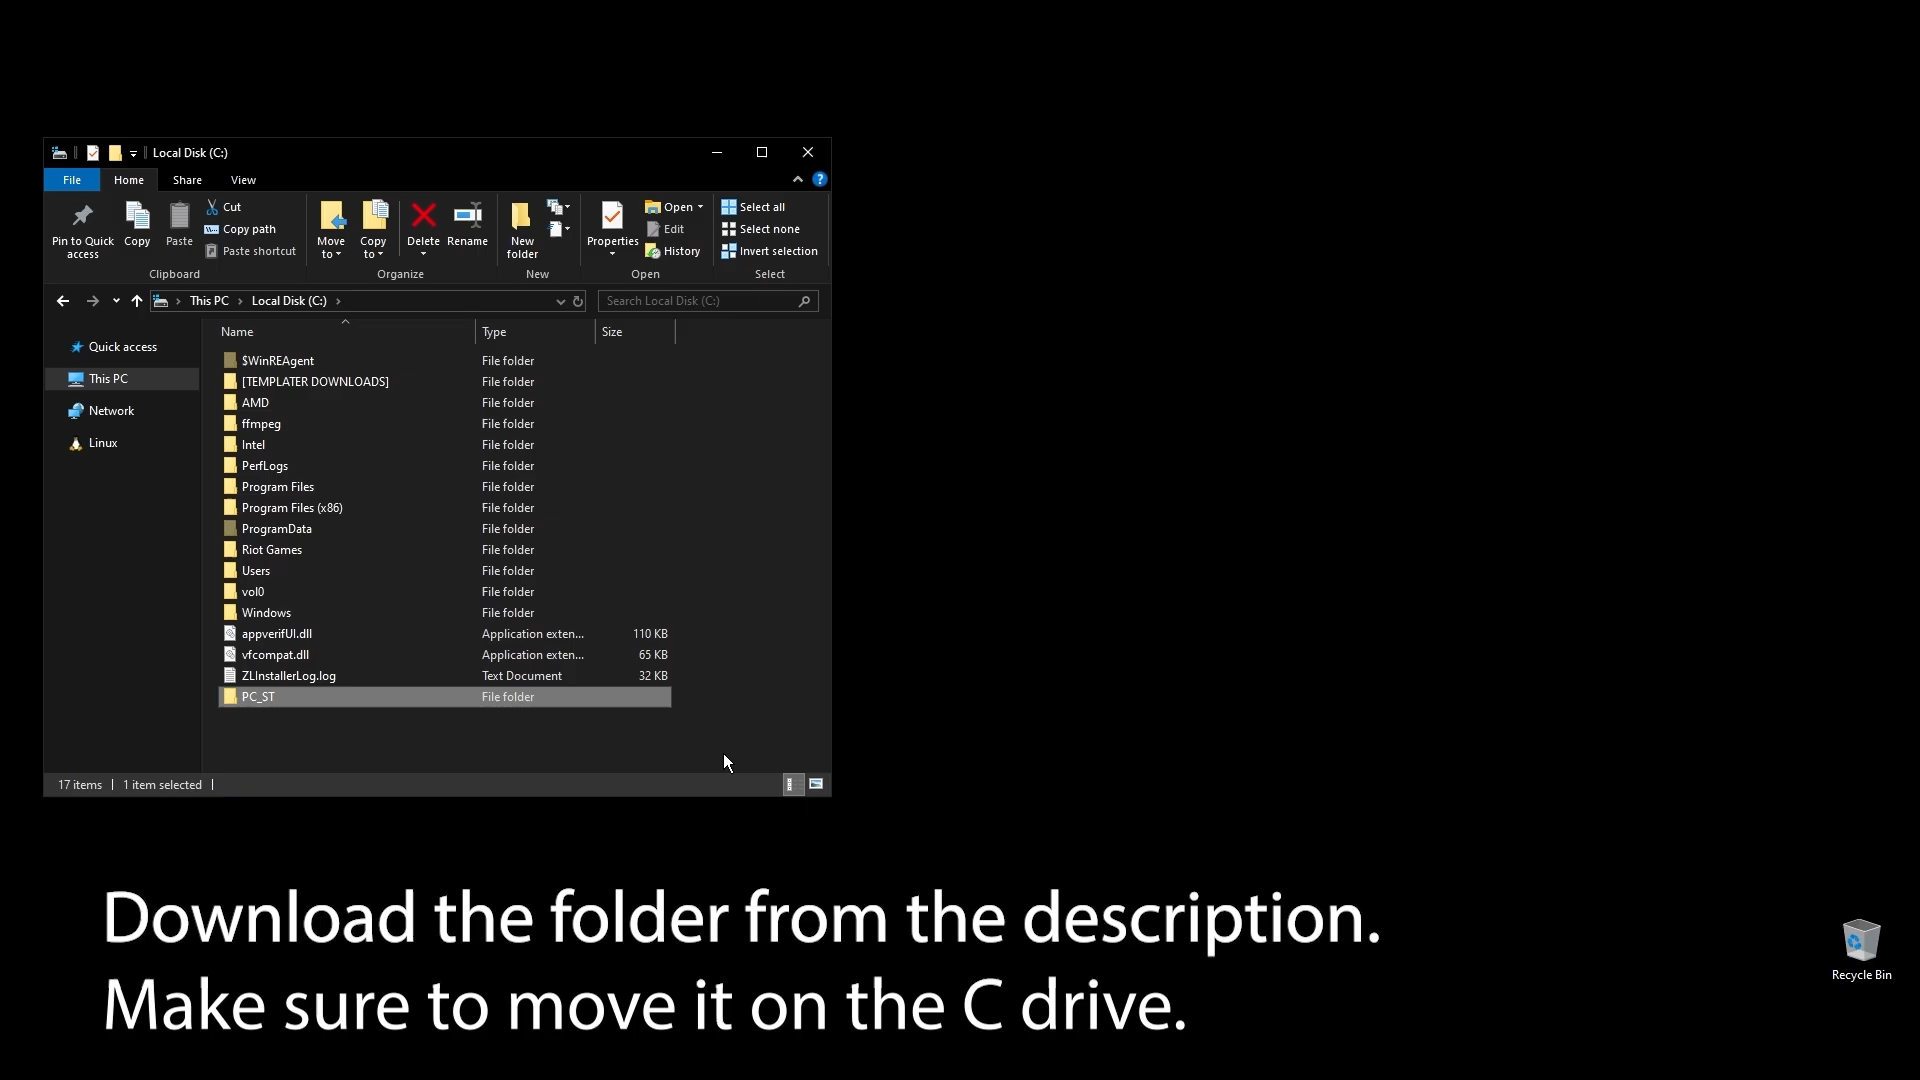 Local Disk (C:)
File Home Share View
Pin to Quick access
Copy
Paste
Cut
Copy path
Paste shortcut
Clipboard
Move to
Copy to
Delete
Rename
Organize
New folder
New
Properties
Open
Edit
History
Open
Select all
Select none
Invert selection
Select
This PC Local Disk (C:)
Search Local Disk (C:)
Quick access
This PC
Network
Linux
Name Type Size
$WinREAgent File folder
[TEMPLATER DOWNLOADS] File folder
AMD File folder
ffmpeg File folder
Intel File folder
PerfLogs File folder
Program Files File folder
Program Files (x86) File folder
ProgramData File folder
Riot Games File folder
Users File folder
vol0 File folder
Windows File folder
appverifUI.dll Application exten... 110 KB
vfcompat.dll Application exten... 65 KB
ZLInstallerLog.log Text Document 32 KB
PC_ST File folder
17 items 1 item selected
Recycle Bin
Download the folder from the description.
Make sure to move it on the C drive.